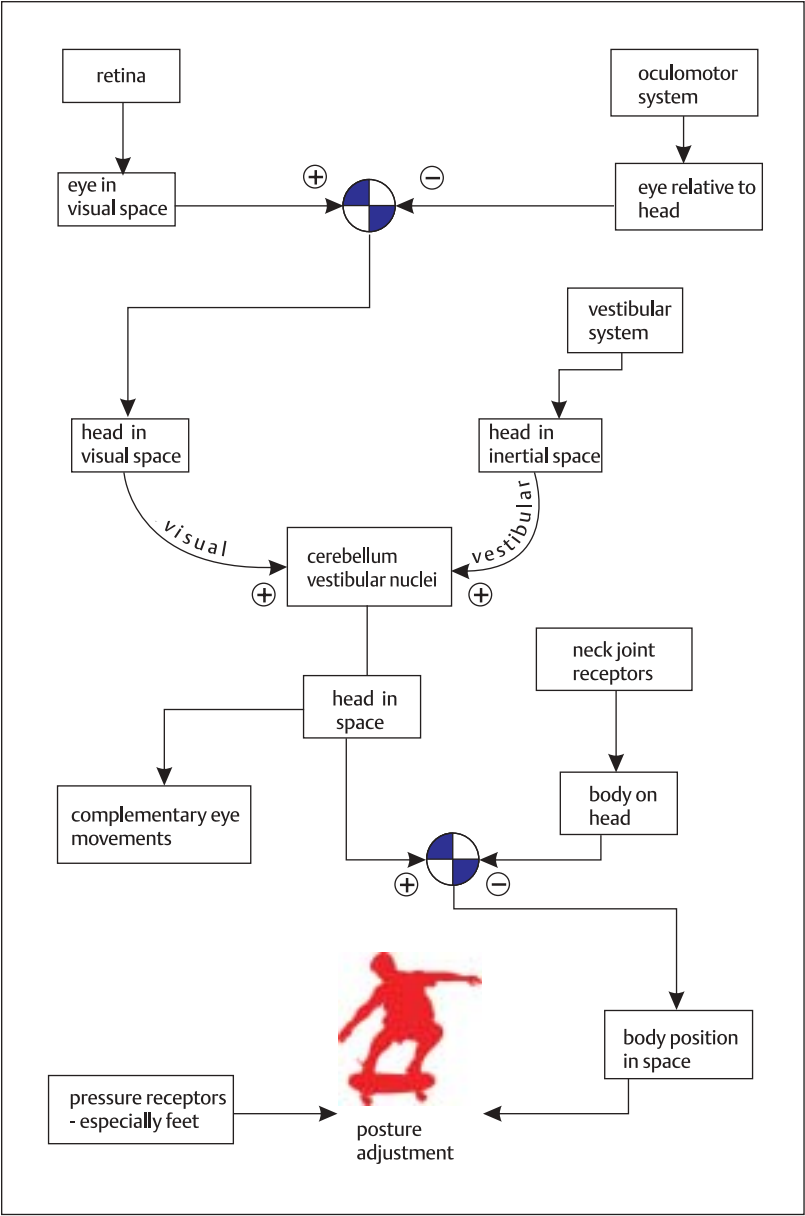 retina
oculomotor
system
eye in
visual space
+
−
eye relative to
head
vestibular
system
head in
visual space
head in
inertial space
visual
vestibular
cerebellum
vestibular nuclei
+
+
neck joint
receptors
head in
space
complementary eye
movements
body on
head
+
−
body position
in space
pressure receptors
- especially feet
posture
adjustment